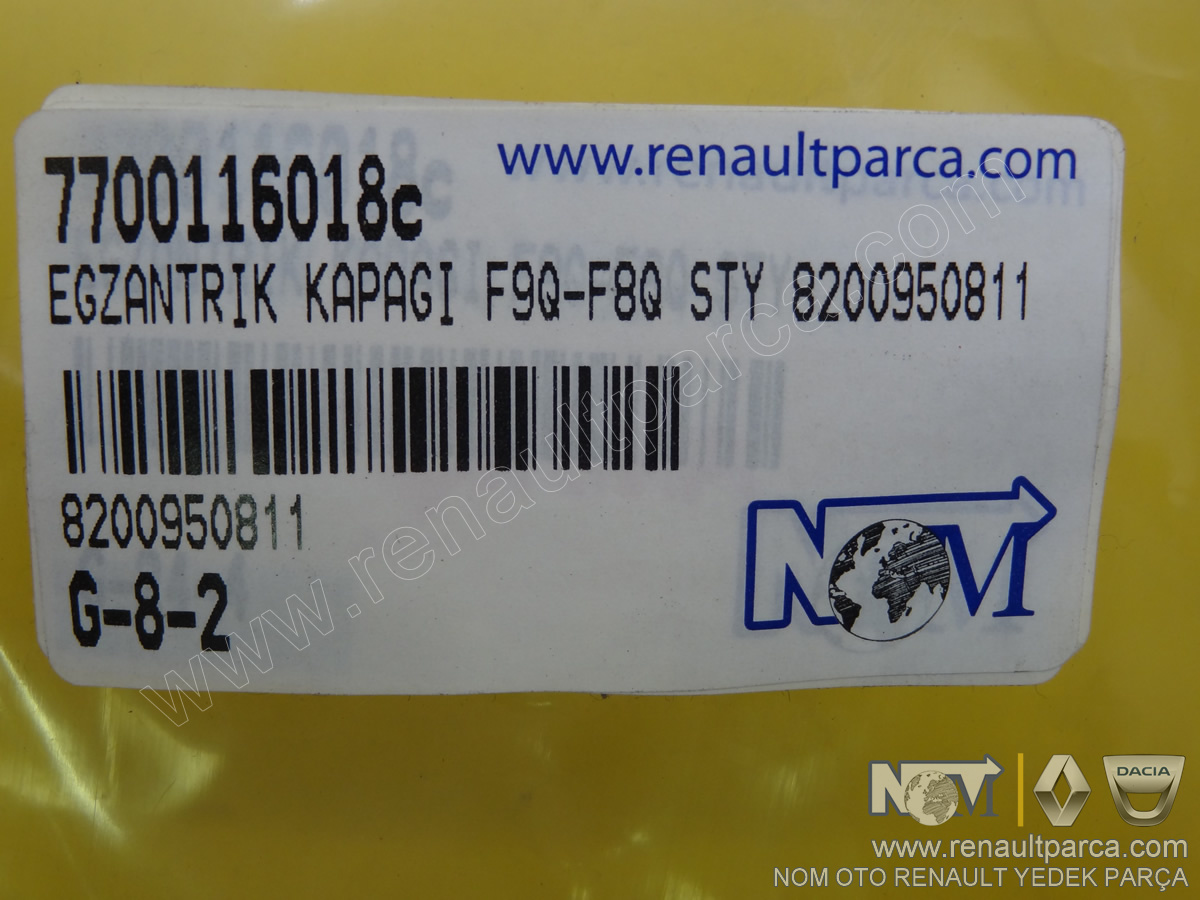 www.renaultparca.com
7700116018c
EGZANTRIK KAPAGI F9Q-F8Q STY 8200950811
8200950811
G-8-2
NOM
www.renaultparca.com
NOM
DACIA
www.renaultparca.com
NOM OTO RENAULT YEDEK PARÇA